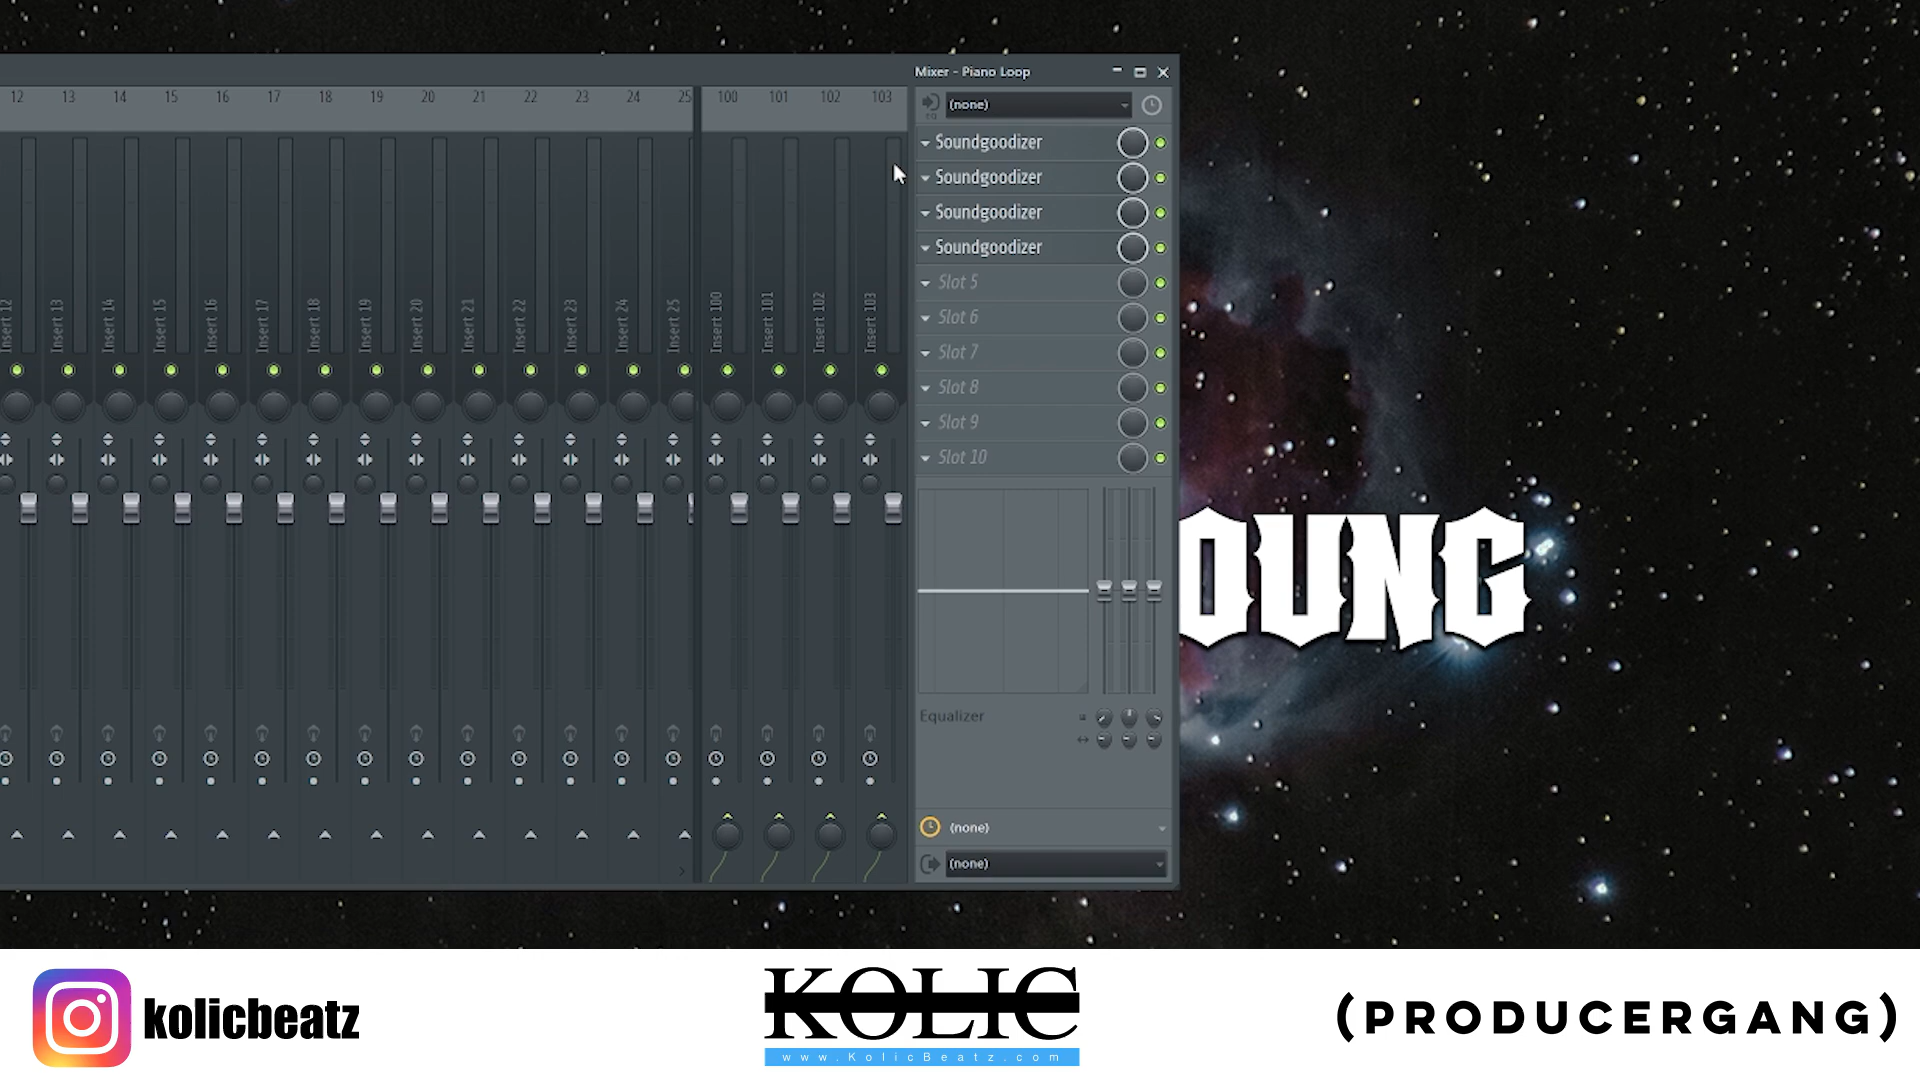 Mixer - Piano Loop
12 13 14 15 16 17 18 19 20 21 22 23 24 25 100 101 102 103
(none)
Soundgoodizer
Soundgoodizer
Soundgoodizer
Soundgoodizer
Slot 5
Slot 6
Slot 7
Slot 8
Slot 9
Slot 10
Insert 12 Insert 13 Insert 14 Insert 15 Insert 16 Insert 17 Insert 18 Insert 19 Insert 20 Insert 21 Insert 22 Insert 23 Insert 24 Insert 25 Insert 100 Insert 101 Insert 102 Insert 103
OUNG
Equalizer
(none)
(none)
kolicbeatz
KOLIC
www.KolicBeatz.com
(PRODUCERGANG)